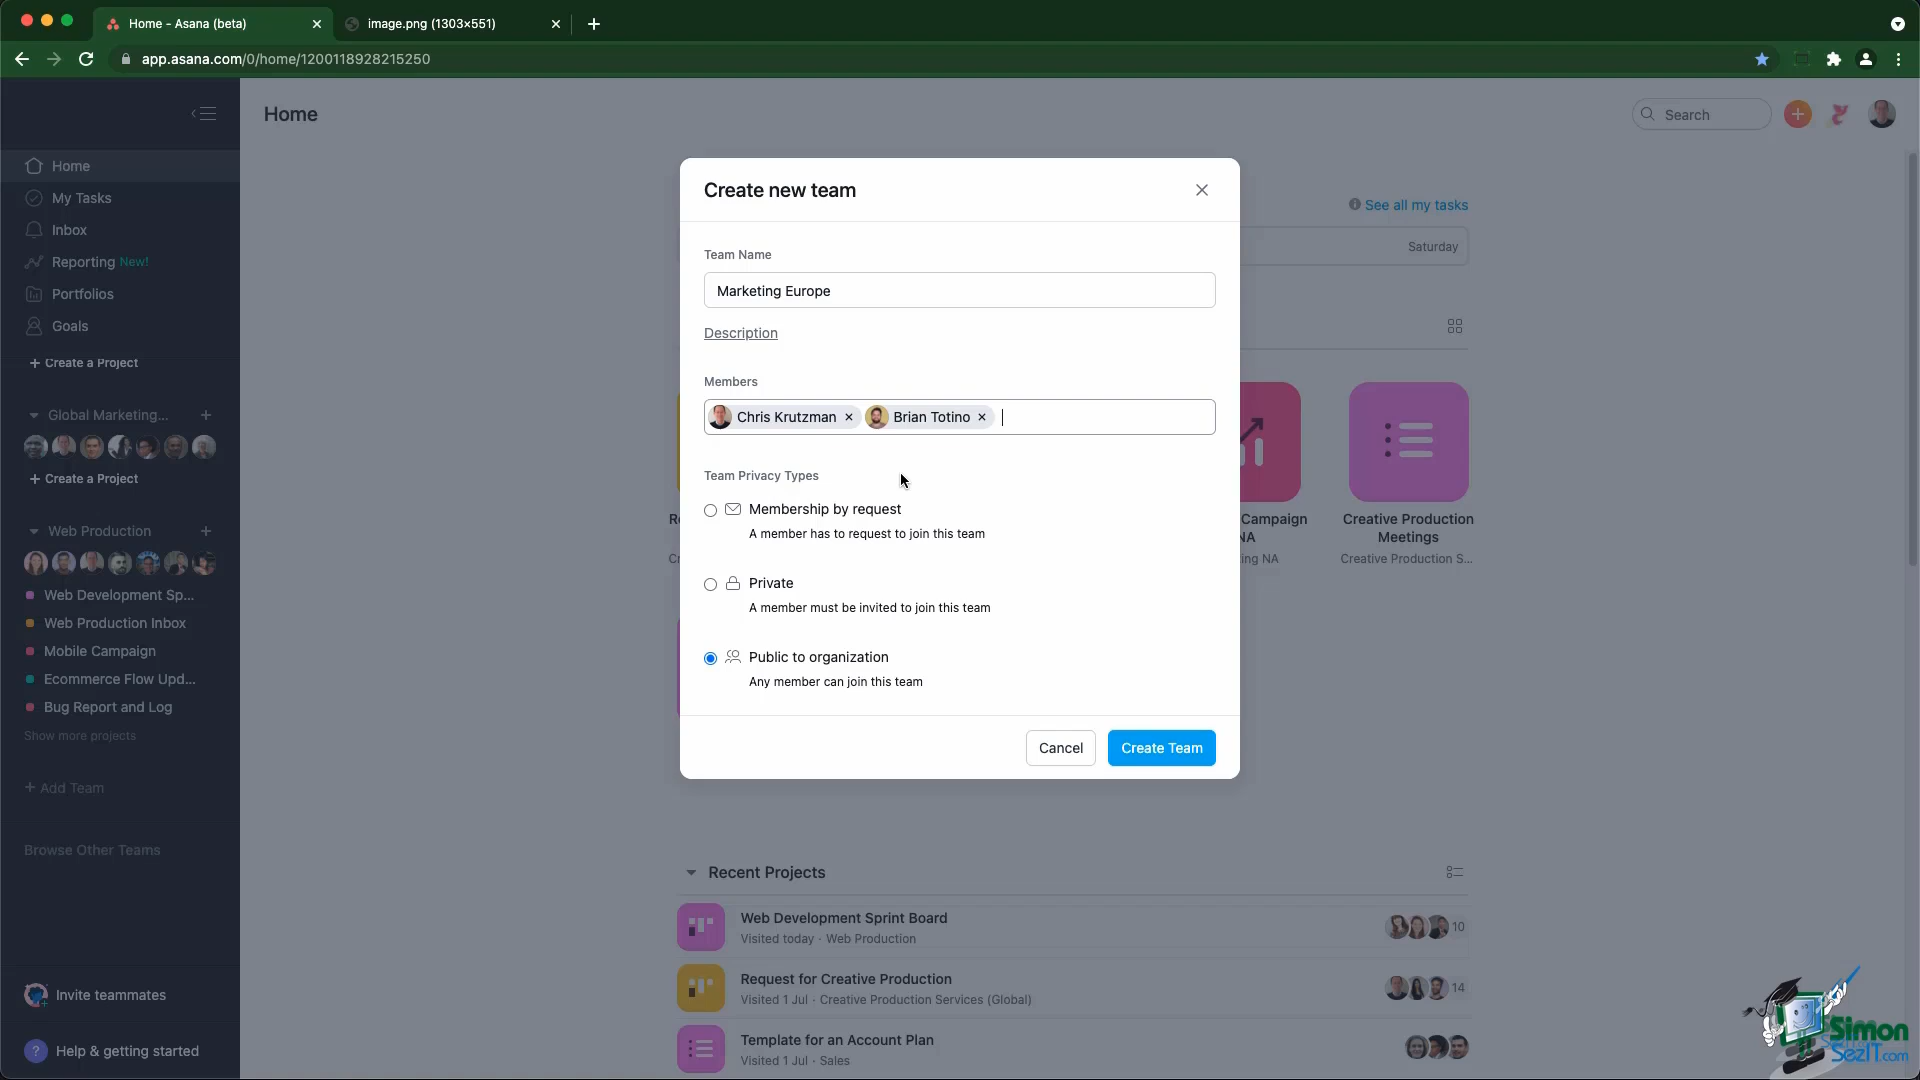 Home - Asana (beta)
image.png (1303×551)
app.asana.com/0/home/1200118928215250
Home
Search
Home
My Tasks
Inbox
Reporting New!
Portfolios
Goals
+ Create a Project
Global Marketing...
+ Create a Project
Web Production
Web Development Sp...
Web Production Inbox
Mobile Campaign
Ecommerce Flow Upd...
Bug Report and Log
Show more projects
+ Add Team
Browse Other Teams
Invite teammates
? Help & getting started
See all my tasks
Saturday
Create new team
Team Name
Marketing Europe
Description
Members
Chris Krutzman × Brian Totino ×
Team Privacy Types
Membership by request
A member has to request to join this team
Private
A member must be invited to join this team
Public to organization
Any member can join this team
Cancel
Create Team
Campaign
Creative Production
Meetings
Creative Production S...
Recent Projects
Web Development Sprint Board
Visited today · Web Production
10
Request for Creative Production
Visited 1 Jul · Creative Production Services (Global)
14
Template for an Account Plan
Visited 1 Jul · Sales
Simon
SezIT.com